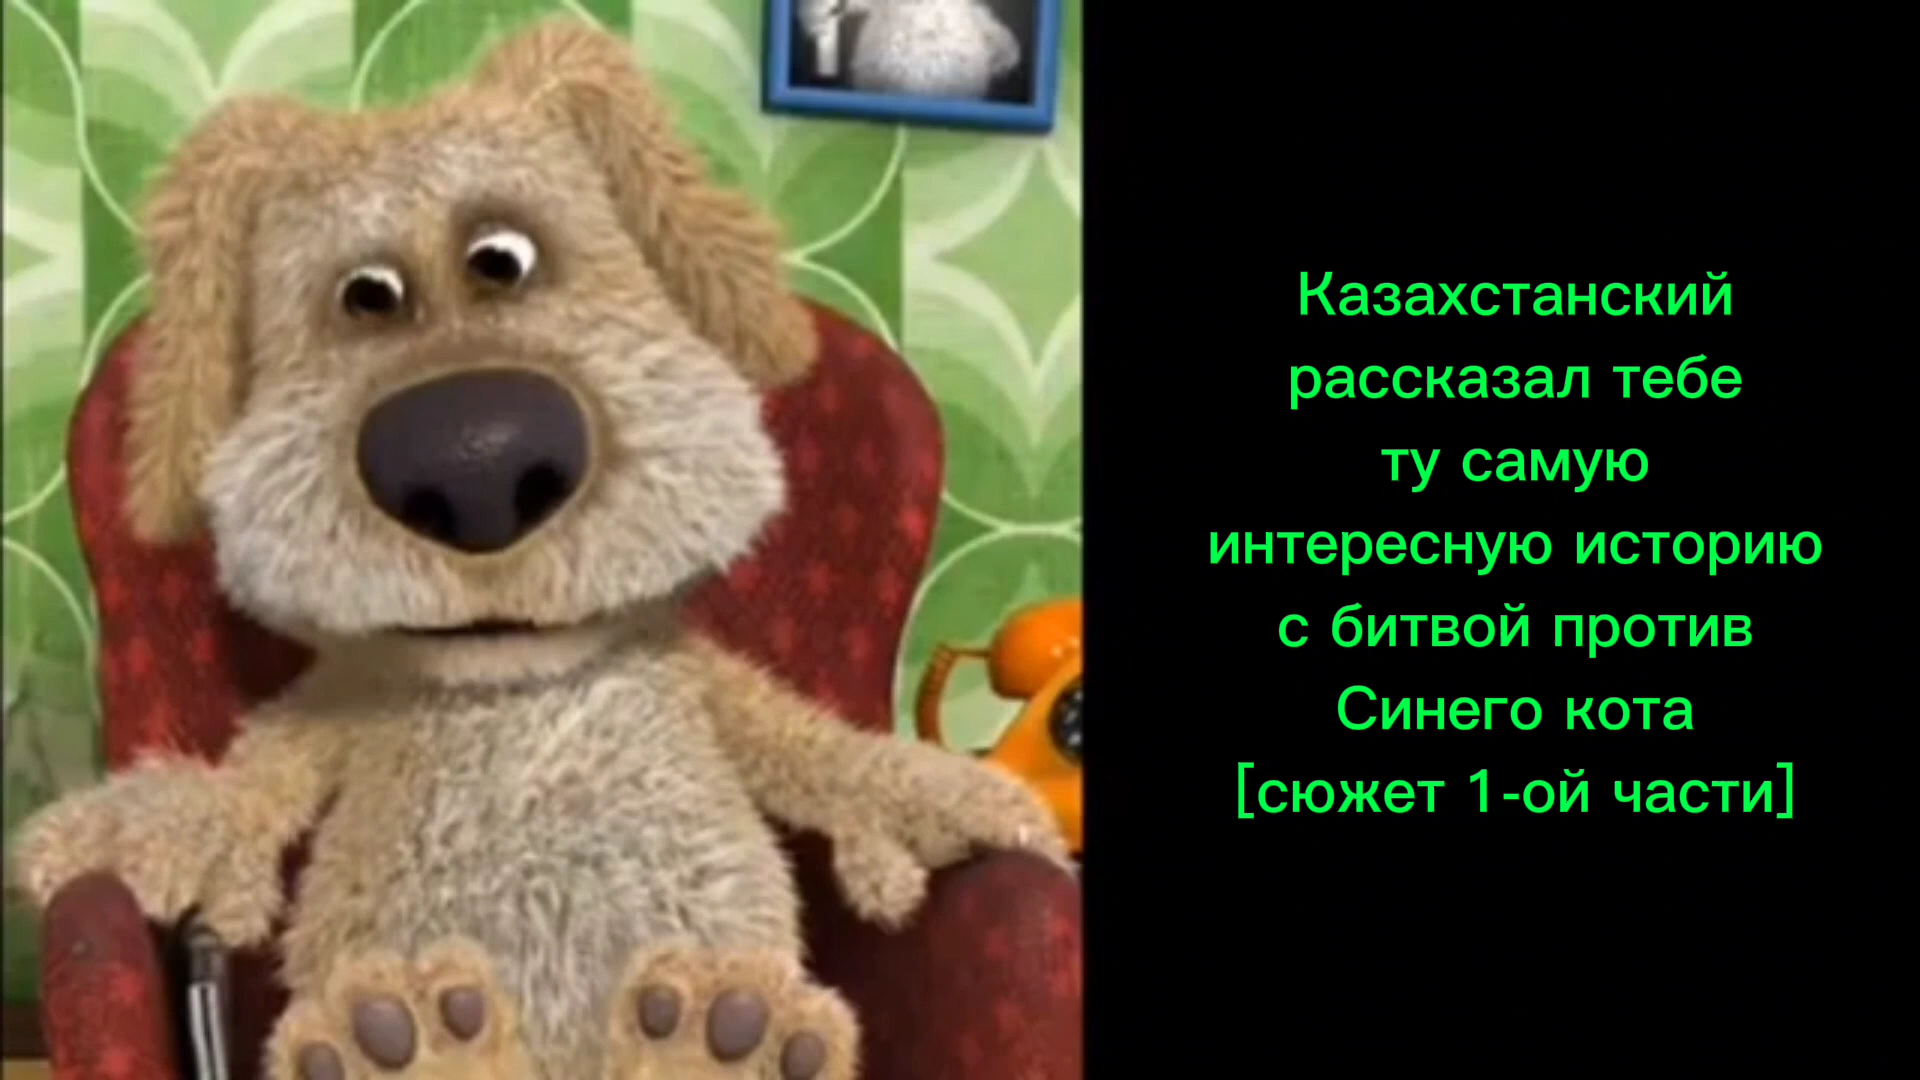 Казахстанский
рассказал тебе
ту самую
интересную историю
с битвой против
Синего кота
[сюжет 1-ой части]